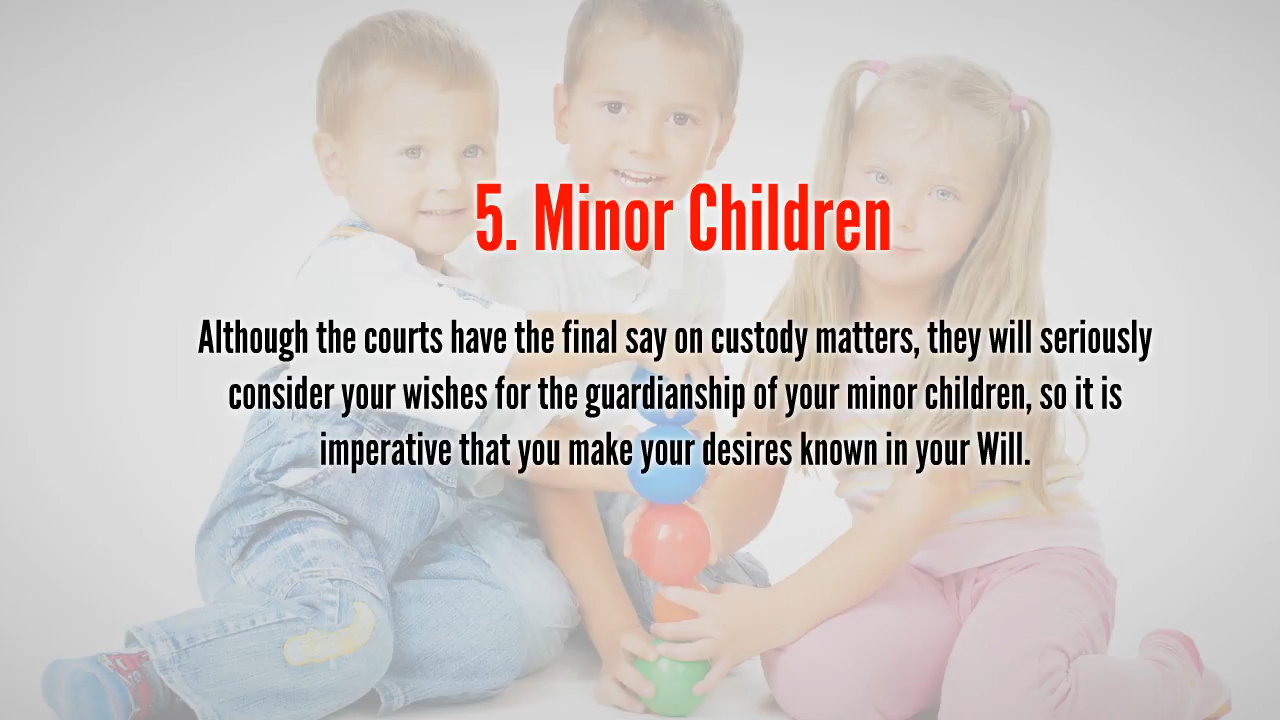 5. Minor Children
Although the courts have the final say on custody matters, they will seriously
consider your wishes for the guardianship of your minor children, so it is
imperative that you make your desires known in your Will.